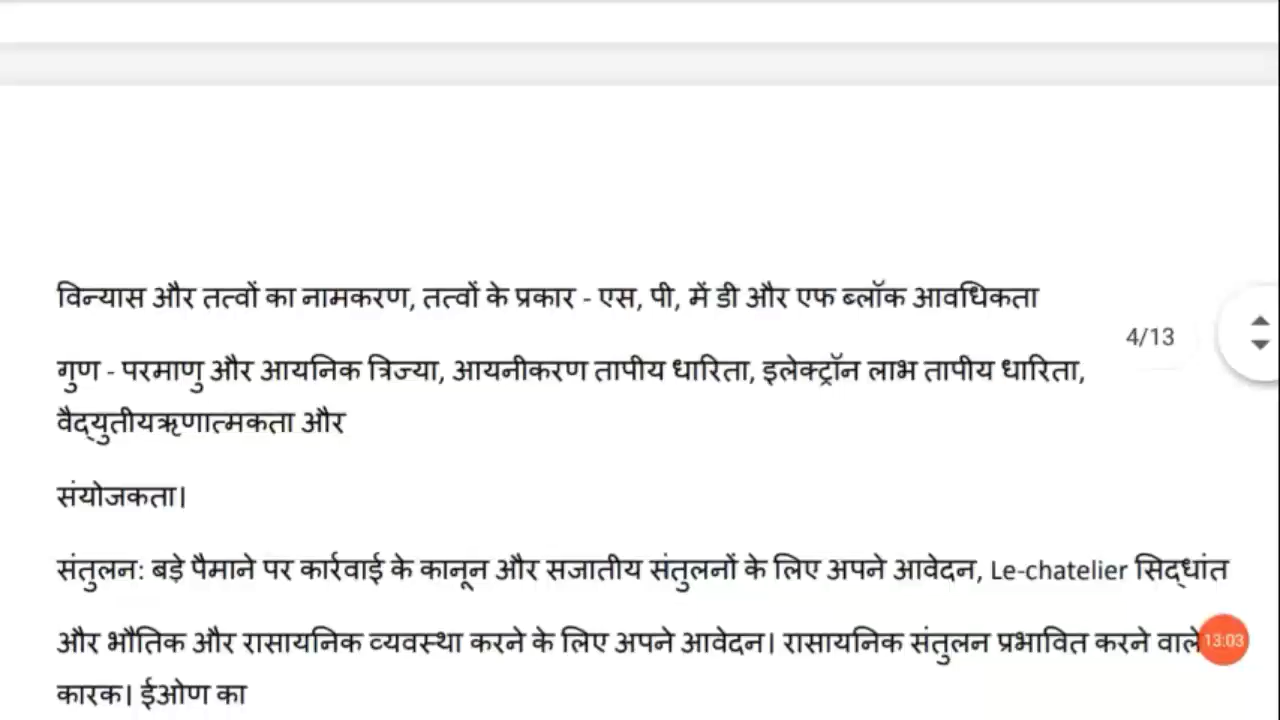 विन्यास और तत्वों का नामकरण, तत्वों के प्रकार - एस, पी, में डी और एफ ब्लॉक आवधिकता
4/13
गुण - परमाणु और आयनिक त्रिज्या, आयनीकरण तापीय धारिता, इलेक्ट्रॉन लाभ तापीय धारिता,
वैद्युतीयऋणात्मकता और
संयोजकता।
संतुलन: बड़े पैमाने पर कार्रवाई के कानून और सजातीय संतुलनों के लिए अपने आवेदन, Le-chatelier सिद्धांत
और भौतिक और रासायनिक व्यवस्था करने के लिए अपने आवेदन। रासायनिक संतुलन प्रभावित करने वाले
13:03
कारक। ईओण का